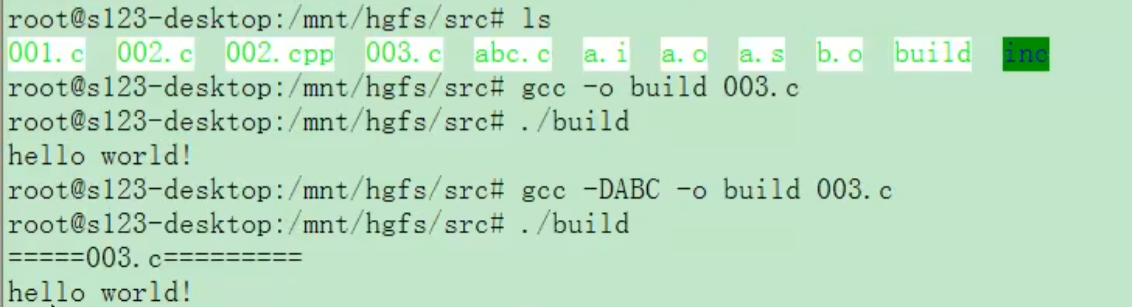 root@s123-desktop:/mnt/hgfs/src# ls
001.c 002.c 002.cpp 003.c abc.c a.i a.o a.s b.o build inc
root@s123-desktop:/mnt/hgfs/src# gcc -o build 003.c
root@s123-desktop:/mnt/hgfs/src# ./build
hello world!
root@s123-desktop:/mnt/hgfs/src# gcc -DABC -o build 003.c
root@s123-desktop:/mnt/hgfs/src# ./build
=====003.c=========
hello world!